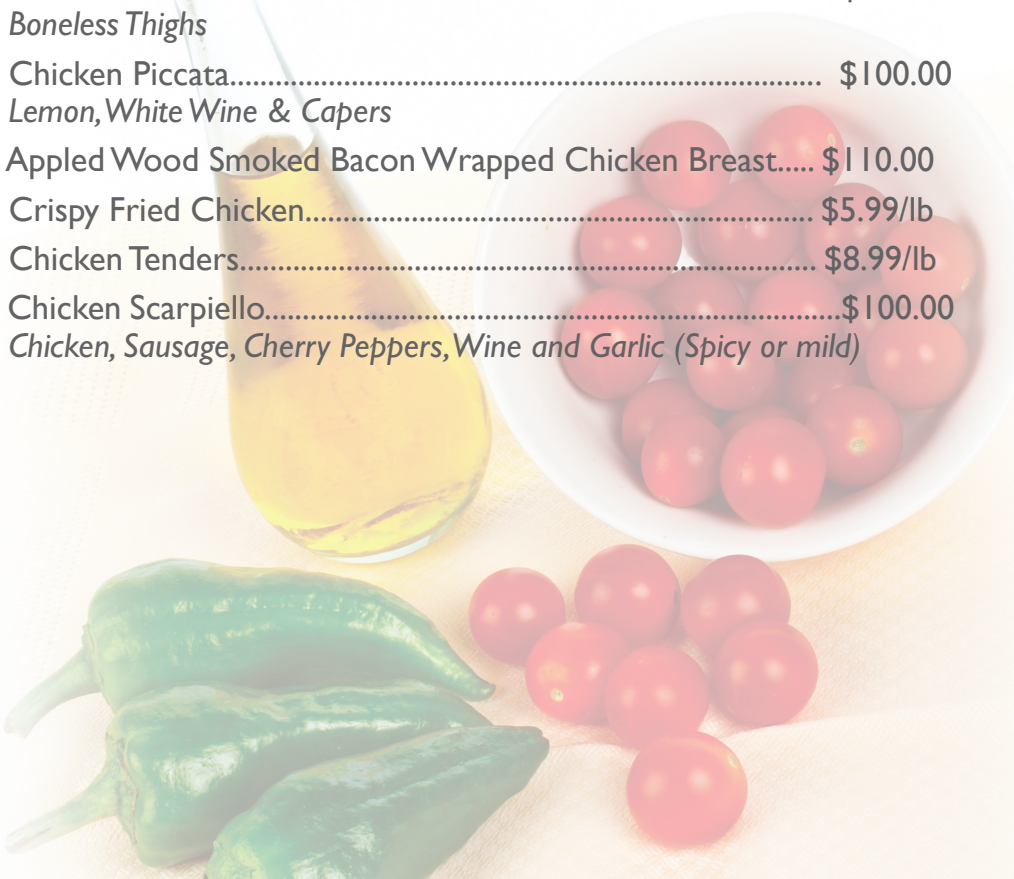 Boneless Thighs
Chicken Piccata............................................................................. $100.00
Lemon, White Wine & Capers
Appled Wood Smoked Bacon Wrapped Chicken Breast..... $110.00
Crispy Fried Chicken.................................................................. $5.99/lb
Chicken Tenders.......................................................................... $8.99/lb
Chicken Scarpiello..........................................................................$100.00
Chicken, Sausage, Cherry Peppers, Wine and Garlic (Spicy or mild)